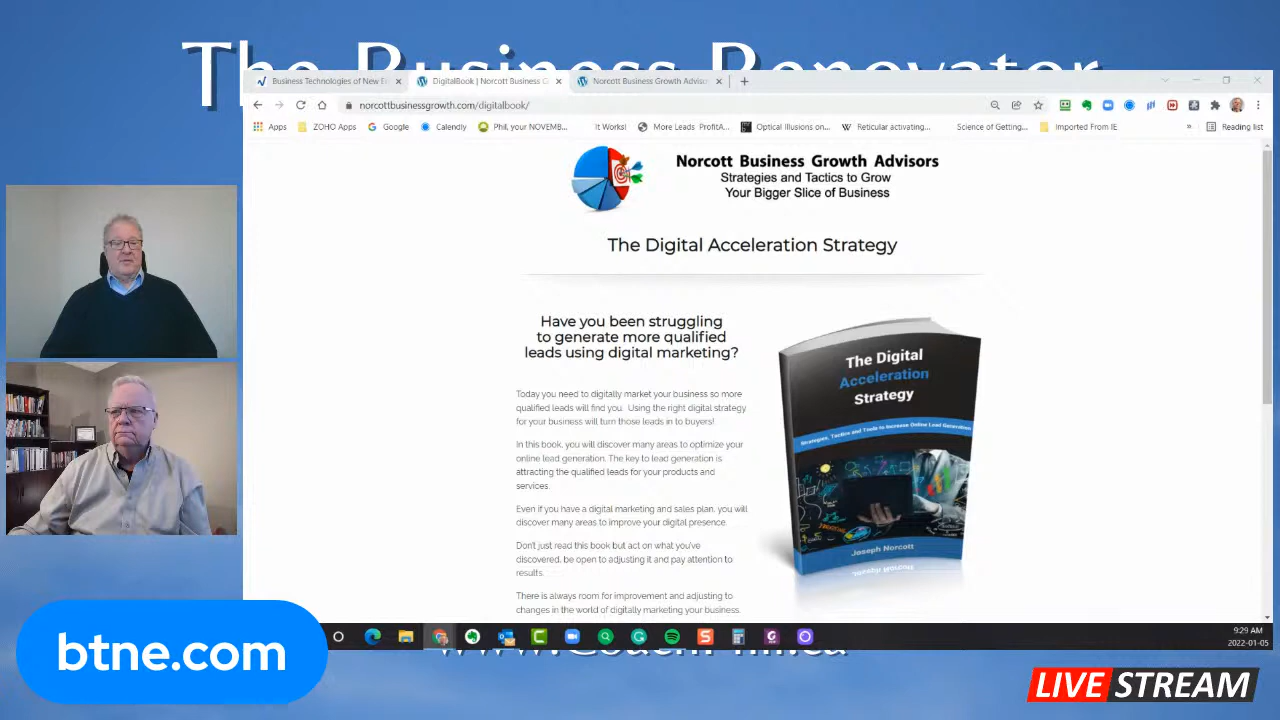 The Business Renovator
Business Technologies of New E
DigitalBook | Norcott Business G
Norcott Business Growth Advisor
norcottbusinessgrowth.com/digitalbook/
Apps
ZOHO Apps
Google
Calendly
Phil, your NOVEMB...
It Works!
More Leads ProfitA...
Optical Illusions on...
Reticular activating...
Science of Getting...
Imported From IE
»
Reading list
Norcott Business Growth Advisors
Strategies and Tactics to Grow
Your Bigger Slice of Business
The Digital Acceleration Strategy
Have you been struggling
to generate more qualified
leads using digital marketing?
Today you need to digitally market your business so more
qualified leads will find you. Using the right digital strategy
for your business will turn those leads in to buyers!
In this book, you will discover many areas to optimize your
online lead generation. The key to lead generation is
attracting the qualified leads for your products and
services.
Even if you have a digital marketing and sales plan, you will
discover many areas to improve your digital presence.
Don't just read this book but act on what you've
discovered, be open to adjusting it and pay attention to
results.
There is always room for improvement and adjusting to
changes in the world of digitally marketing your business.
The Digital
Acceleration
Strategy
Strategies, Tactics and Tools to Increase Online Lead Generation
Joseph Norcott
9:29 AM
2022-01-05
btne.com
LIVE STREAM